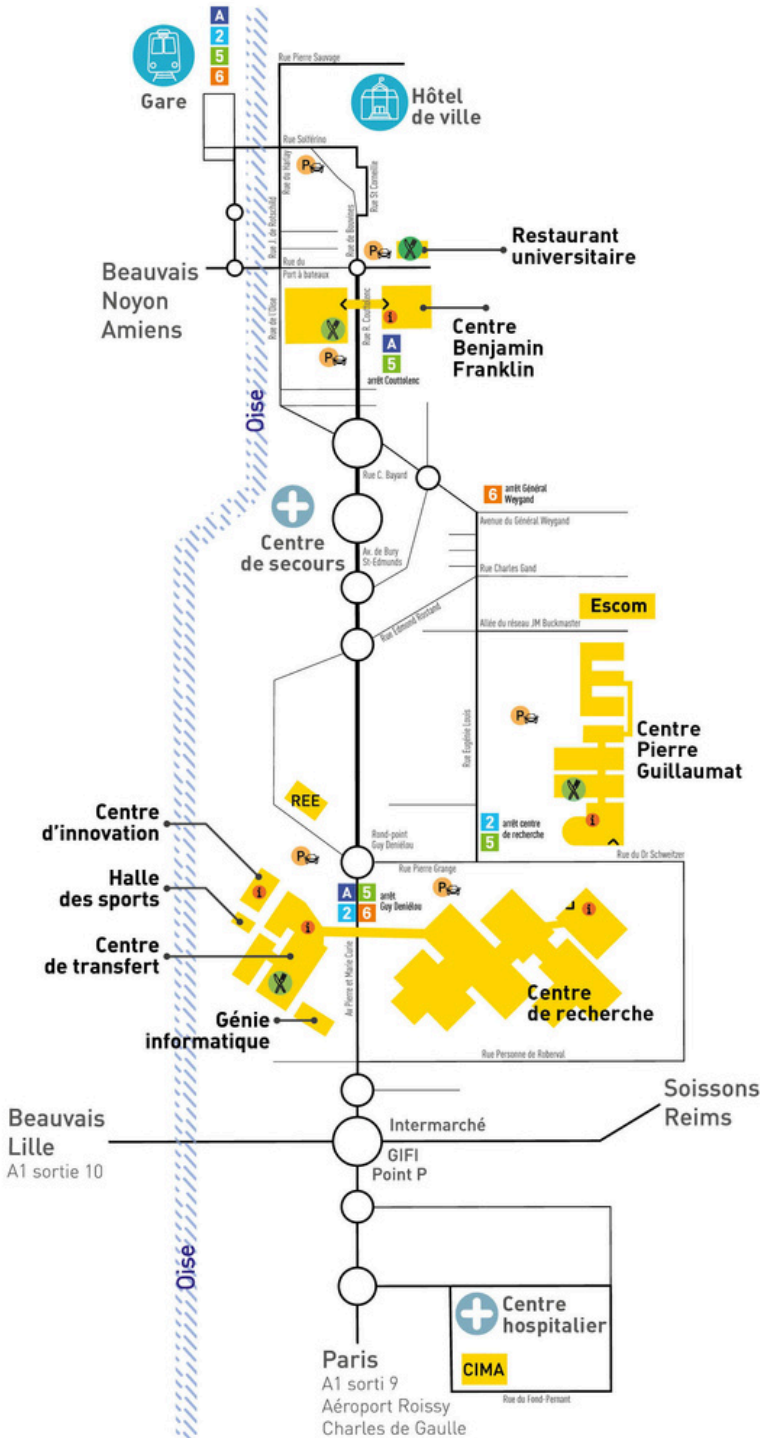 A
2
5
6
Gare
Rue Pierre Sauvage
Hôtel
de ville
Rue Solférino
P
Rue du Harlay
Rue St Corneille
Rue J. de Rotschild
Rue de Bouvines
P
Restaurant
universitaire
Beauvais
Noyon
Amiens
Rue du
Port à bateaux
Rue de l'Oise
Rue R. Couttolenc
i
Centre
Benjamin
Franklin
P
A
5
arrêt Couttolenc
Oise
Rue C. Bayard
6
arrêt Général
Weygand
Avenue du Général Weygand
Centre
de secours
Av. de Bury
St-Edmunds
Rue Charles Gand
Escom
Rue Edmond Rostand
Allée du réseau JM Buckmaster
P
Rue Eugénie Louis
Centre
Pierre
Guillaumat
REE
Centre
d'innovation
2
5
arrêt centre
de recherche
i
Rond-point
Guy Deniélou
P
Rue Pierre Grange
Rue du Dr Schweitzer
Halle
des sports
i
A
5
2
6
arrêt
Guy Deniélou
P
i
i
Centre
de transfert
Av Pierre et Marie Curie
Centre
de recherche
Génie
informatique
Rue Personne de Roberval
Beauvais
Lille
A1 sortie 10
Intermarché
GIFI
Point P
Soissons
Reims
Oise
Centre
hospitalier
CIMA
Rue du Fond-Pernant
Paris
A1 sorti 9
Aéroport Roissy
Charles de Gaulle